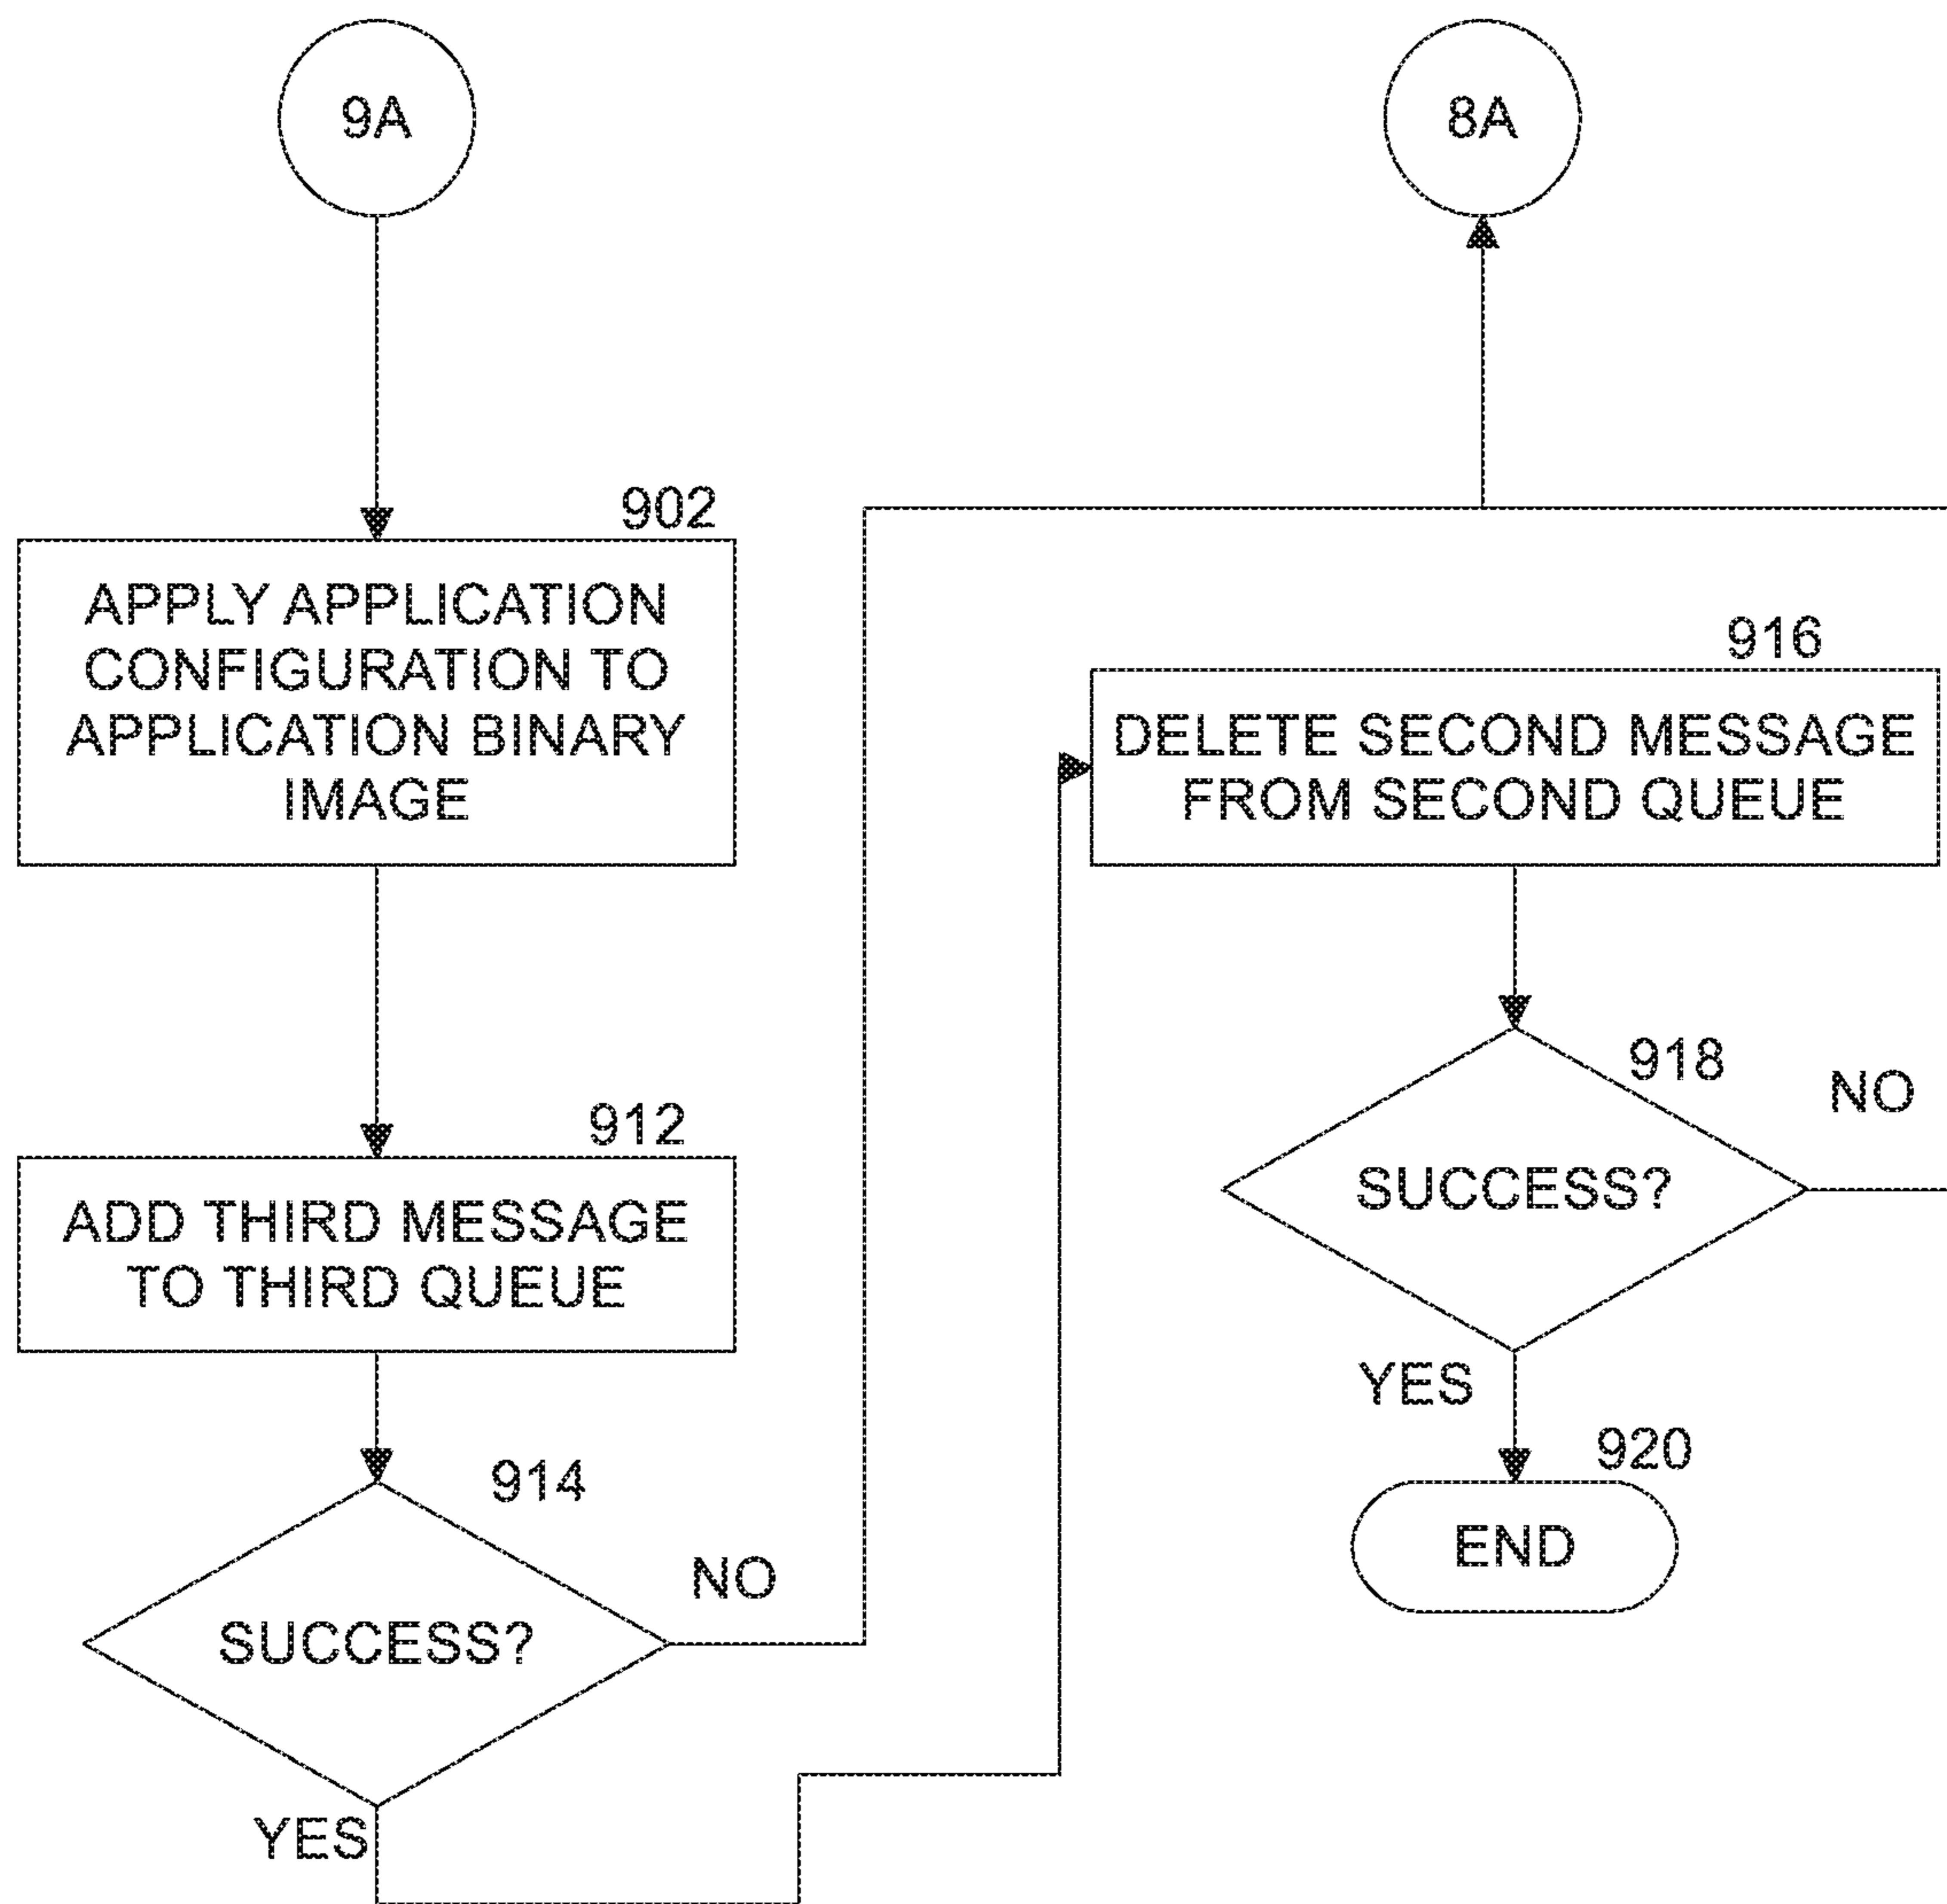 9A
902
APPLY APPLICATION
CONFIGURATION TO
APPLICATION BINARY
IMAGE
912
ADD THIRD MESSAGE
TO THIRD QUEUE
914
SUCCESS?
NO
YES
8A
916
DELETE SECOND MESSAGE
FROM SECOND QUEUE
918
NO
SUCCESS?
YES
920
END